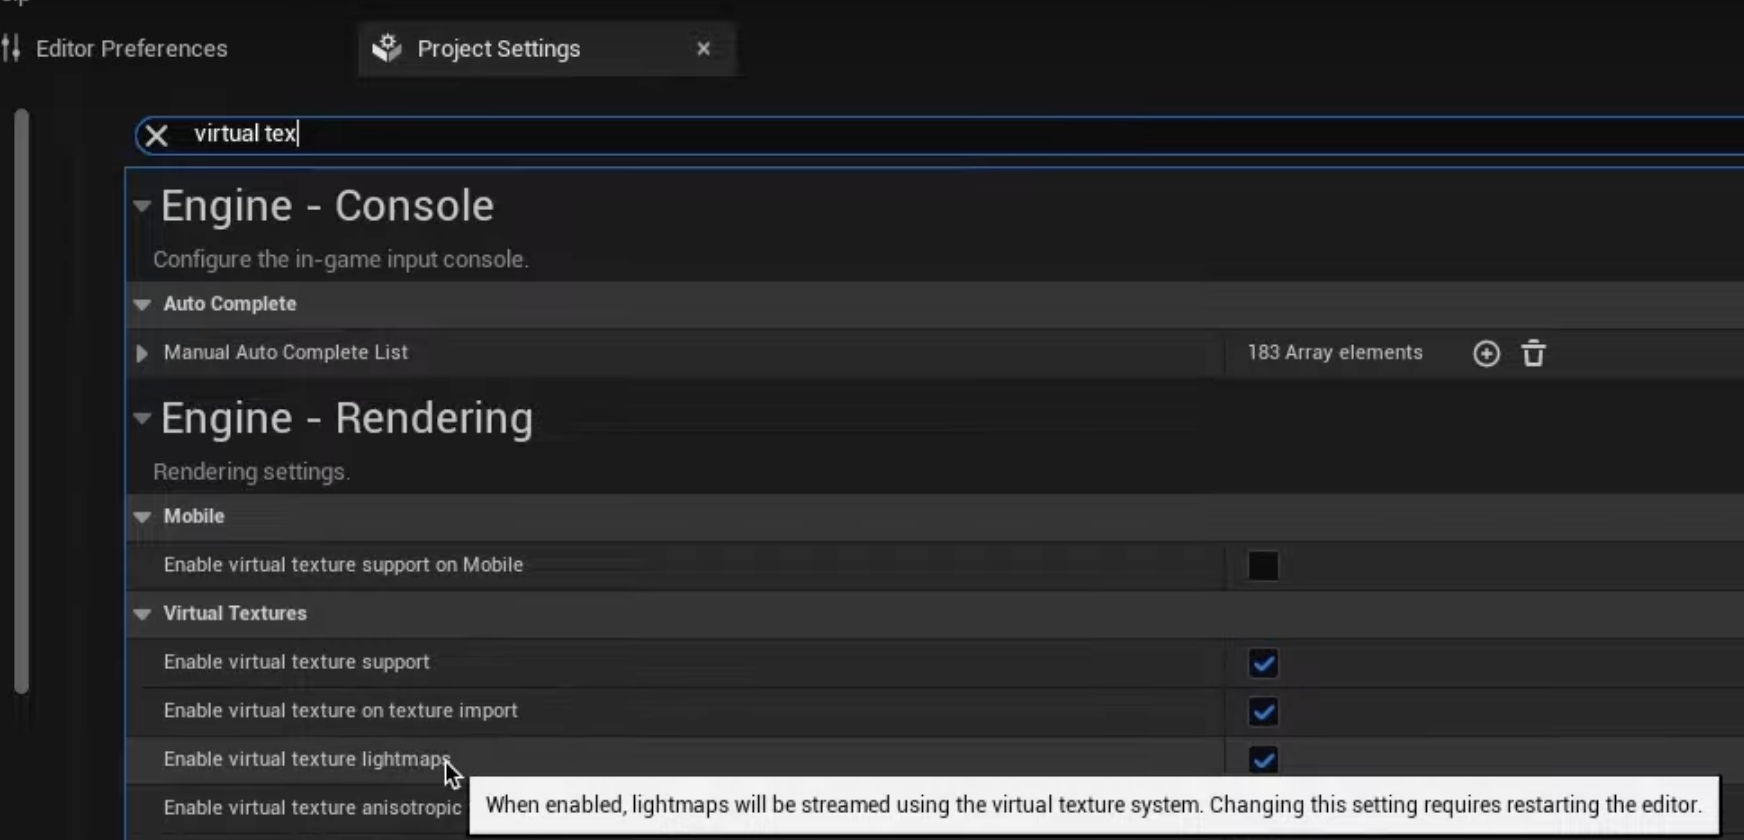 Editor Preferences
Project Settings
virtual tex
Engine - Console
Configure the in-game input console.
Auto Complete
Manual Auto Complete List
183 Array elements
Engine - Rendering
Rendering settings.
Mobile
Enable virtual texture support on Mobile
Virtual Textures
Enable virtual texture support
Enable virtual texture on texture import
Enable virtual texture lightmaps
Enable virtual texture anisotropic
When enabled, lightmaps will be streamed using the virtual texture system. Changing this setting requires restarting the editor.